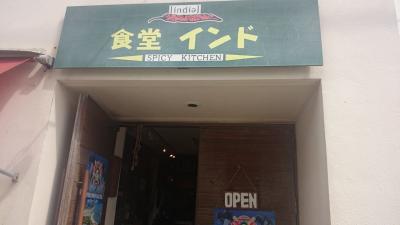 india
食堂 インド
SPICY KITCHEN
OPEN